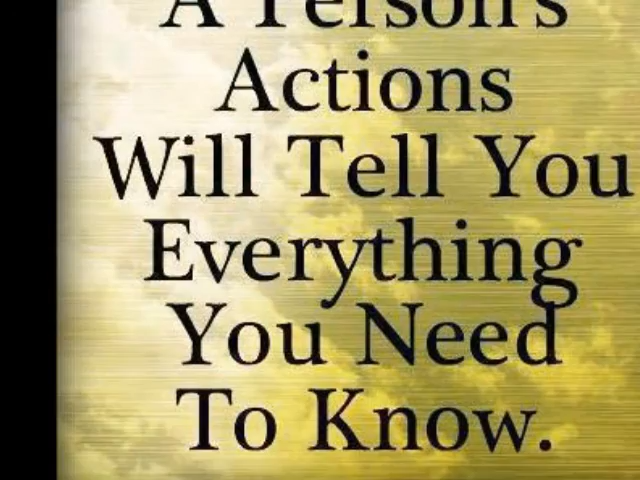 A Person's
Actions
Will Tell You
Everything
You Need
To Know.